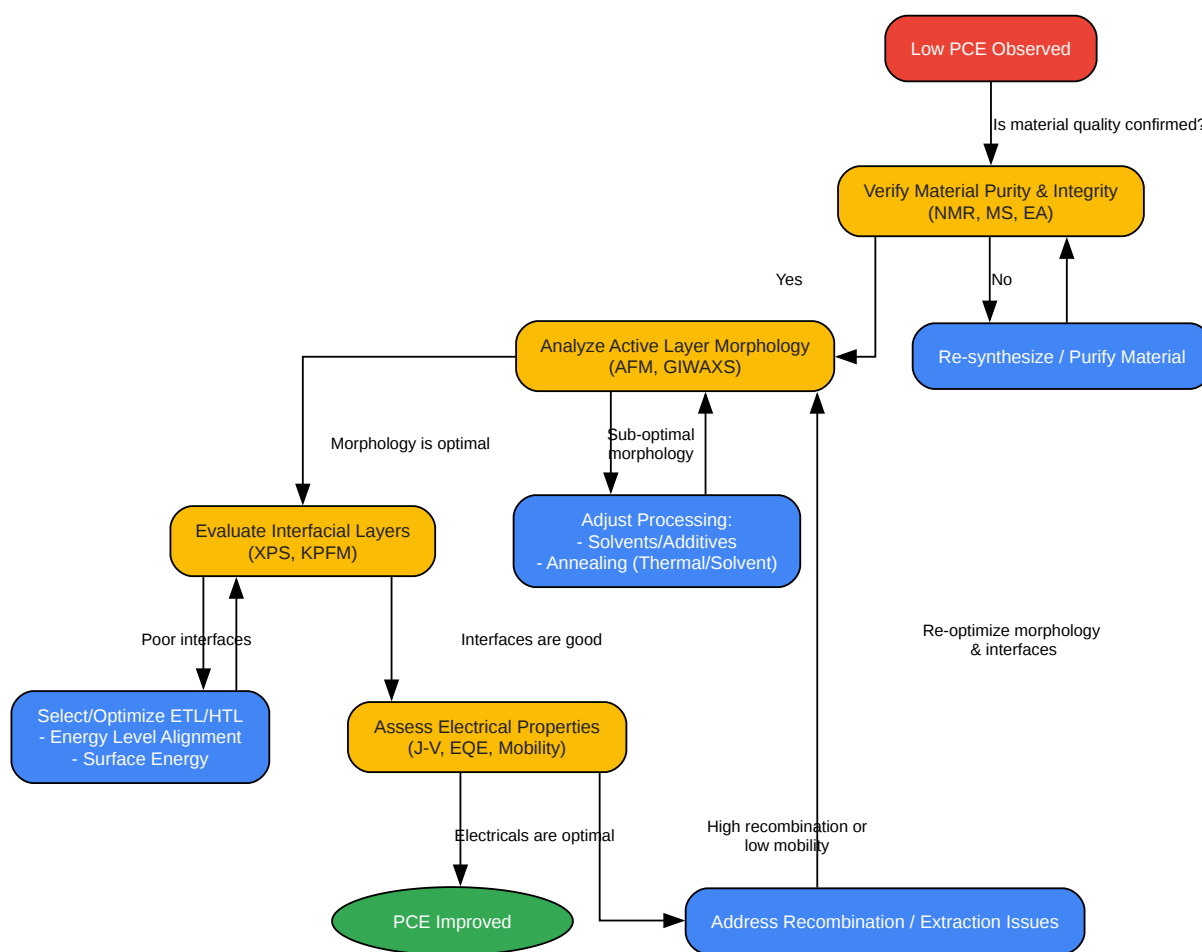 Low PCE Observed
Is material quality confirmed?
Verify Material Purity & Integrity
(NMR, MS, EA)
Yes
No
Analyze Active Layer Morphology
(AFM, GIWAXS)
Re-synthesize / Purify Material
Morphology is optimal
Sub-optimal
morphology
Evaluate Interfacial Layers
(XPS, KPFM)
Adjust Processing:
- Solvents/Additives
- Annealing (Thermal/Solvent)
Poor interfaces
Interfaces are good
Re-optimize morphology
& interfaces
Select/Optimize ETL/HTL
- Energy Level Alignment
- Surface Energy
Assess Electrical Properties
(J-V, EQE, Mobility)
Electricals are optimal
High recombination or
low mobility
PCE Improved
Address Recombination / Extraction Issues